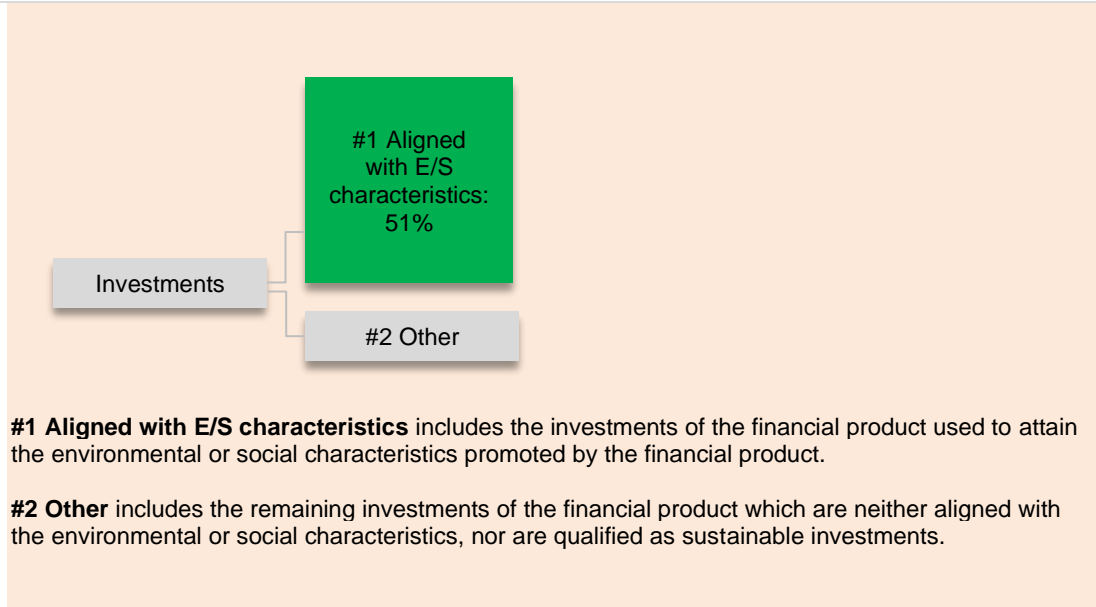 #1 Aligned
with E/S
characteristics:
51%
Investments
#2 Other
#1 Aligned with E/S characteristics includes the investments of the financial product used to attain
the environmental or social characteristics promoted by the financial product.
#2 Other includes the remaining investments of the financial product which are neither aligned with
the environmental or social characteristics, nor are qualified as sustainable investments.